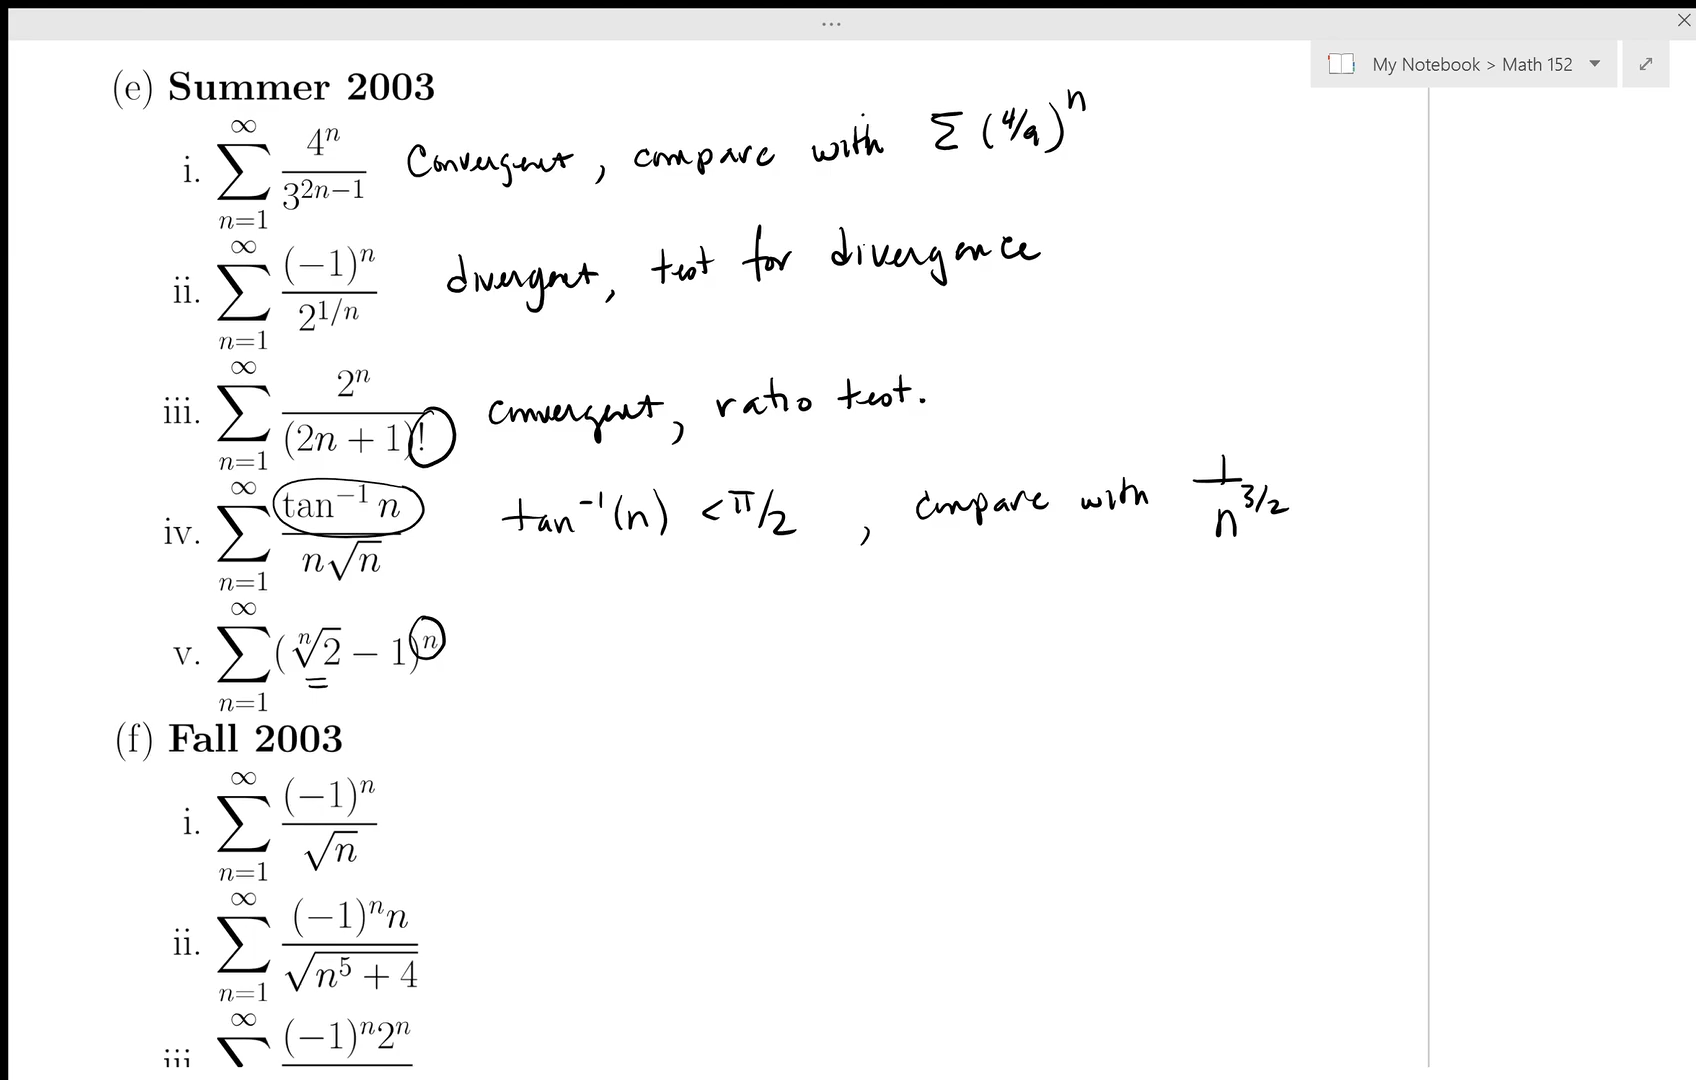 ...
My Notebook > Math 152
(e) Summer 2003
i. ∑_{n=1}^{∞} 4^n / 3^{2n−1} Convergent, compare with Σ (4/9)^n
ii. ∑_{n=1}^{∞} (−1)^n / 2^{1/n} divergent, test for divergence
iii. ∑_{n=1}^{∞} 2^n / (2n + 1)! convergent, ratio test.
iv. ∑_{n=1}^{∞} tan^{−1} n / n√n tan^{-1}(n) < π/2, compare with 1/n^{3/2}
v. ∑_{n=1}^{∞} (ⁿ√2 − 1)^n
(f) Fall 2003
i. ∑_{n=1}^{∞} (−1)^n / √n
ii. ∑_{n=1}^{∞} (−1)^n n / √(n^5 + 4)
iii ∑^{∞} (−1)^n 2^n